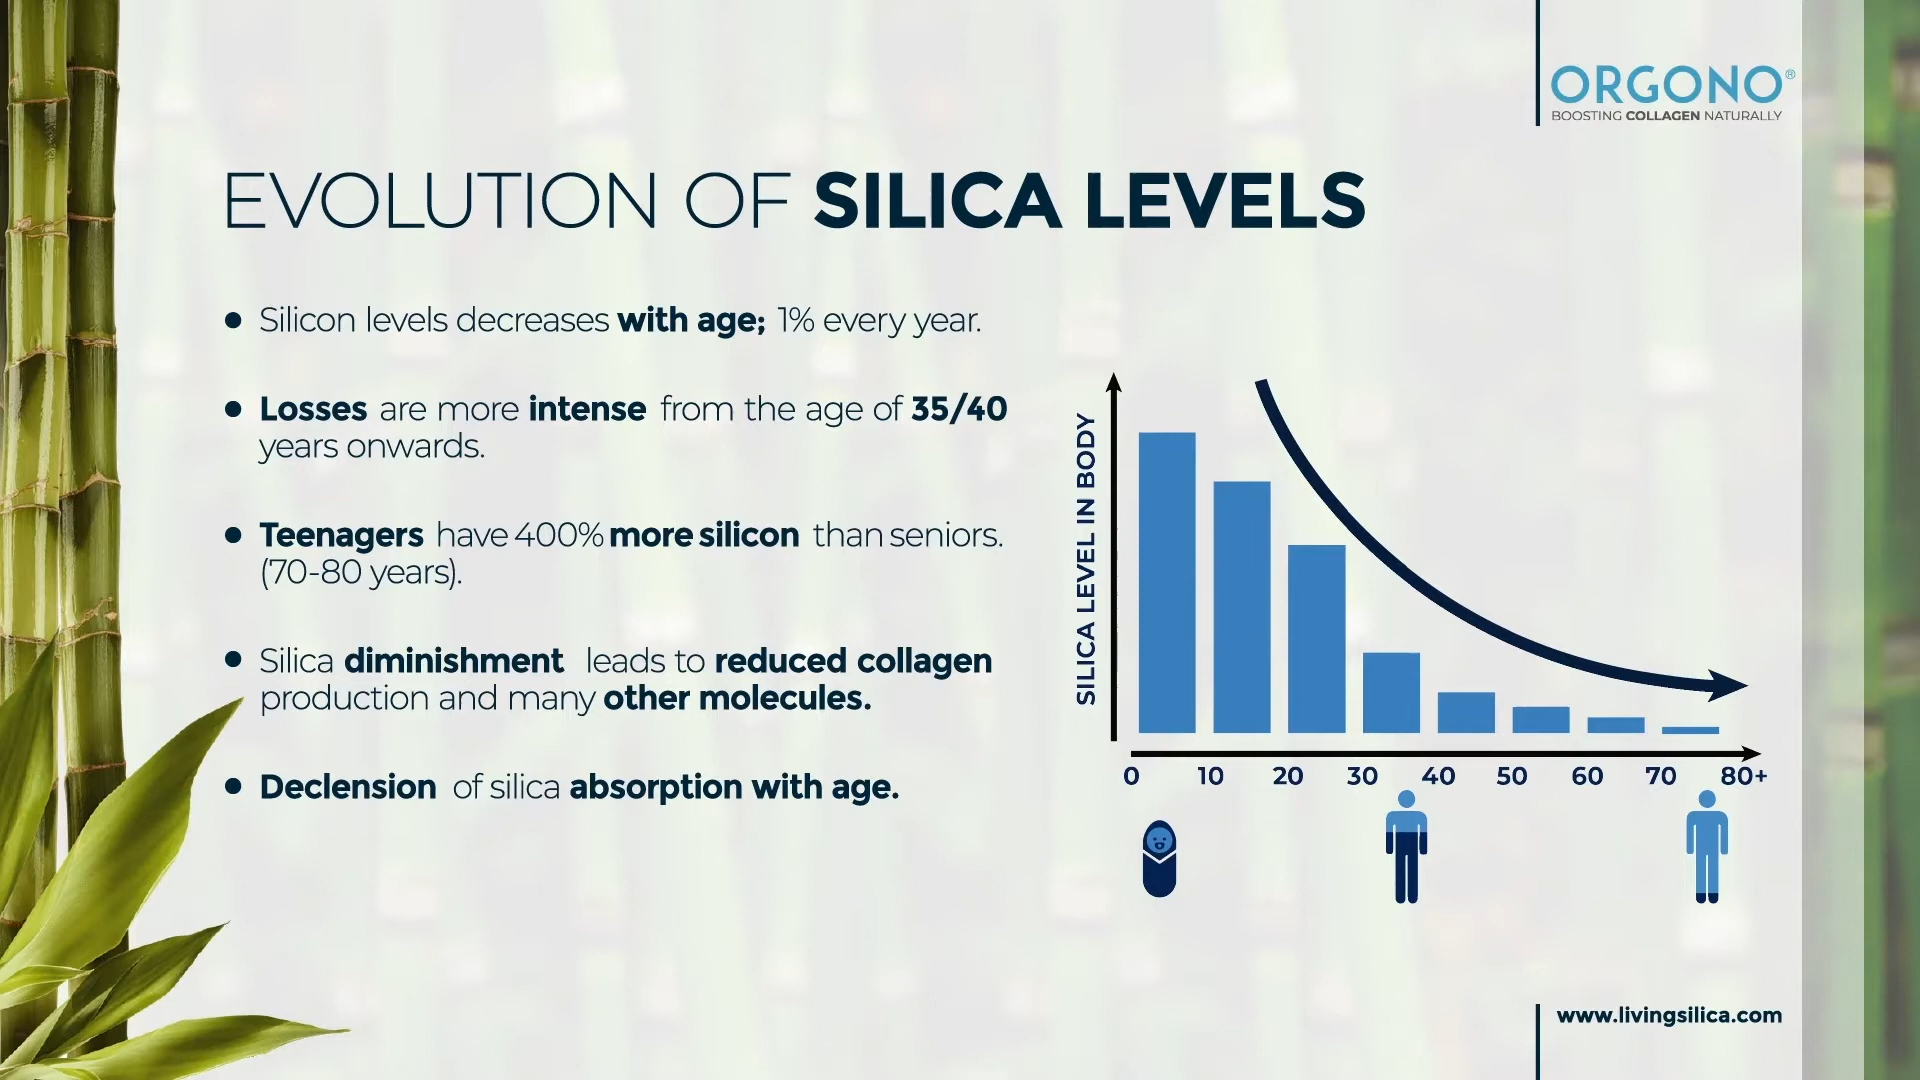 ORGONO®
BOOSTING COLLAGEN NATURALLY
EVOLUTION OF SILICA LEVELS
• Silicon levels decreases with age; 1% every year.
• Losses are more intense from the age of 35/40
years onwards.
• Teenagers have 400% more silicon than seniors.
(70-80 years).
• Silica diminishment leads to reduced collagen
production and many other molecules.
• Declension of silica absorption with age.
SILICA LEVEL IN BODY
0 10 20 30 40 50 60 70 80+
www.livingsilica.com